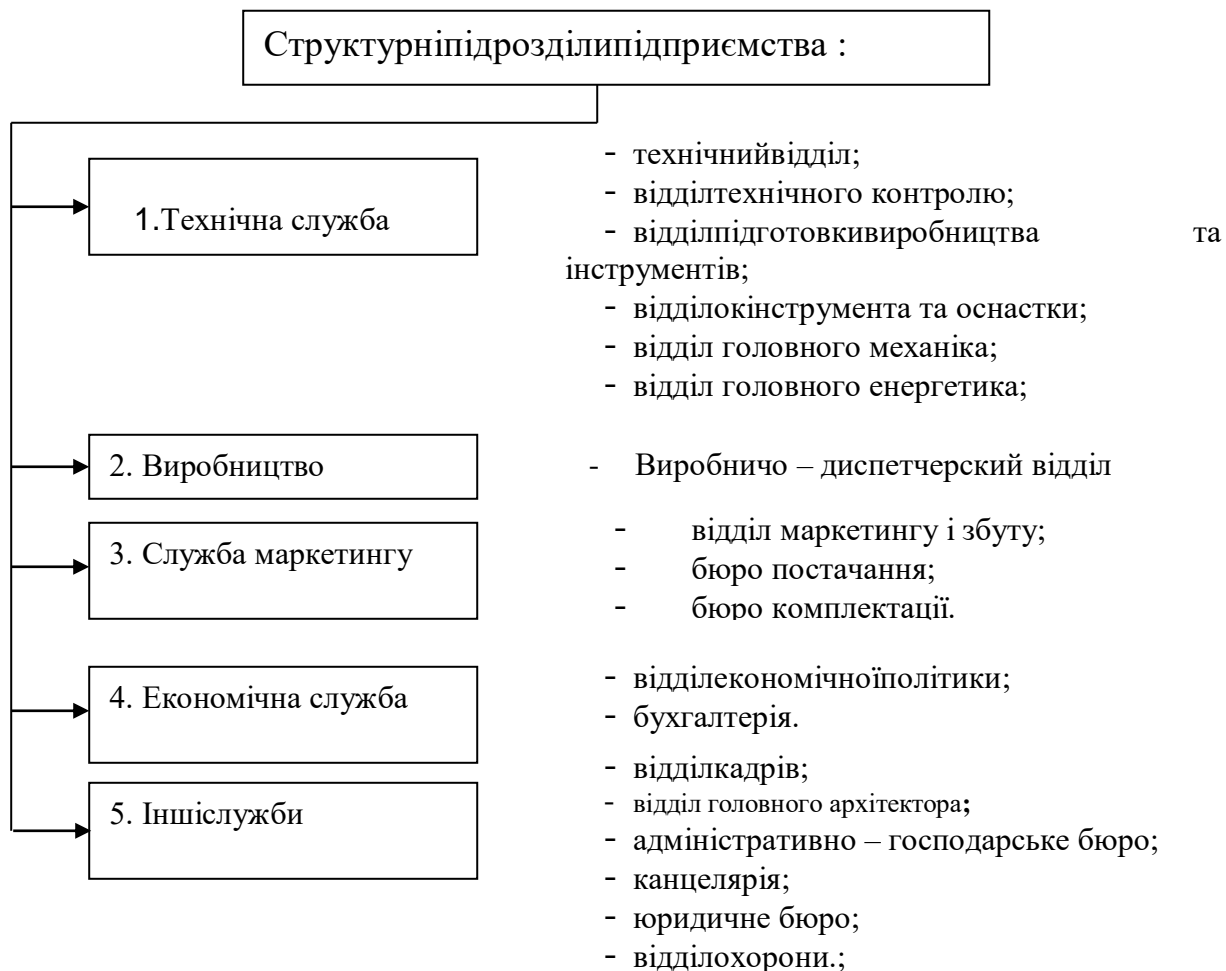 Структурніпідрозділипідприємства :
1.Технічна служба
- технічнийвідділ;
- відділтехнічного контролю;
- відділпідготовкивиробництва та
інструментів;
- відділокінструмента та оснастки;
- відділ головного механіка;
- відділ головного енергетика;
2. Виробництво
- Виробничо – диспетчерский відділ
3. Служба маркетингу
- відділ маркетингу і збуту;
- бюро постачання;
- бюро комплектації.
4. Економічна служба
- відділекономічноїполітики;
- бухгалтерія.
5. Іншіслужби
- відділкадрів;
- відділ головного архітектора;
- адміністративно – господарське бюро;
- канцелярія;
- юридичне бюро;
- відділохорони.;